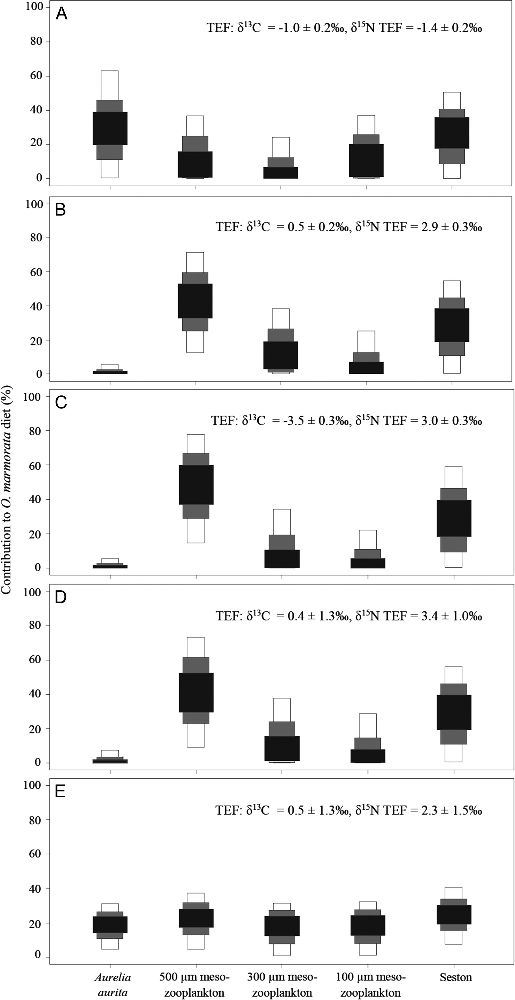 Contribution to O. marmorata diet (%)
A
TEF: δ¹³C = -1.0 ± 0.2‰, δ¹⁵N TEF = -1.4 ± 0.2‰
100
80
60
40
20
0
B
TEF: δ¹³C = 0.5 ± 0.2‰, δ¹⁵N TEF = 2.9 ± 0.3‰
100
80
60
40
20
0
C
TEF: δ¹³C = -3.5 ± 0.3‰, δ¹⁵N TEF = 3.0 ± 0.3‰
100
80
60
40
20
0
D
TEF: δ¹³C = 0.4 ± 1.3‰, δ¹⁵N TEF = 3.4 ± 1.0‰
100
80
60
40
20
0
E
TEF: δ¹³C = 0.5 ± 1.3‰, δ¹⁵N TEF = 2.3 ± 1.5‰
100
80
60
40
20
0
Aurelia
aurita
500 µm meso-
zooplankton
300 µm meso-
zooplankton
100 µm meso-
zooplankton
Seston